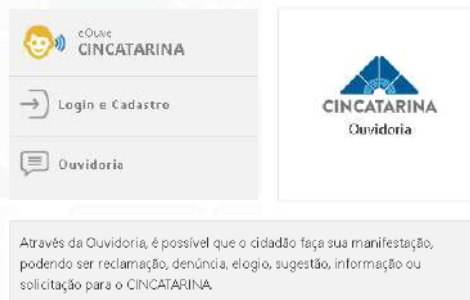 eOuve
CINCATARINA
Login e Cadastro
Ouvidoria
CINCATARINA
Ouvidoria
Através da Ouvidoria, é possível que o cidadão faça sua manifestação,
podendo ser reclamação, denúncia, elogio, sugestão, informação ou
solicitação para o CINCATARINA.